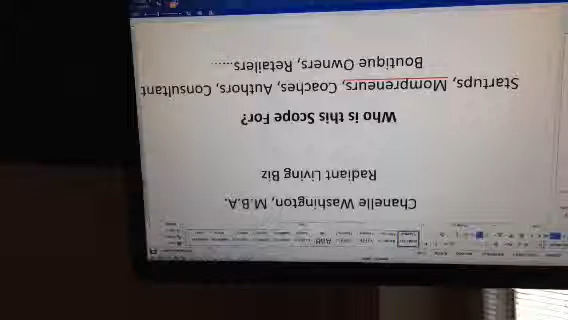 Chanelle Washington, M.B.A.
Radiant Living Biz
Who is this Scope For?
Startups, Mompreneurs, Coaches, Authors, Consultant
Boutique Owners, Retailers......